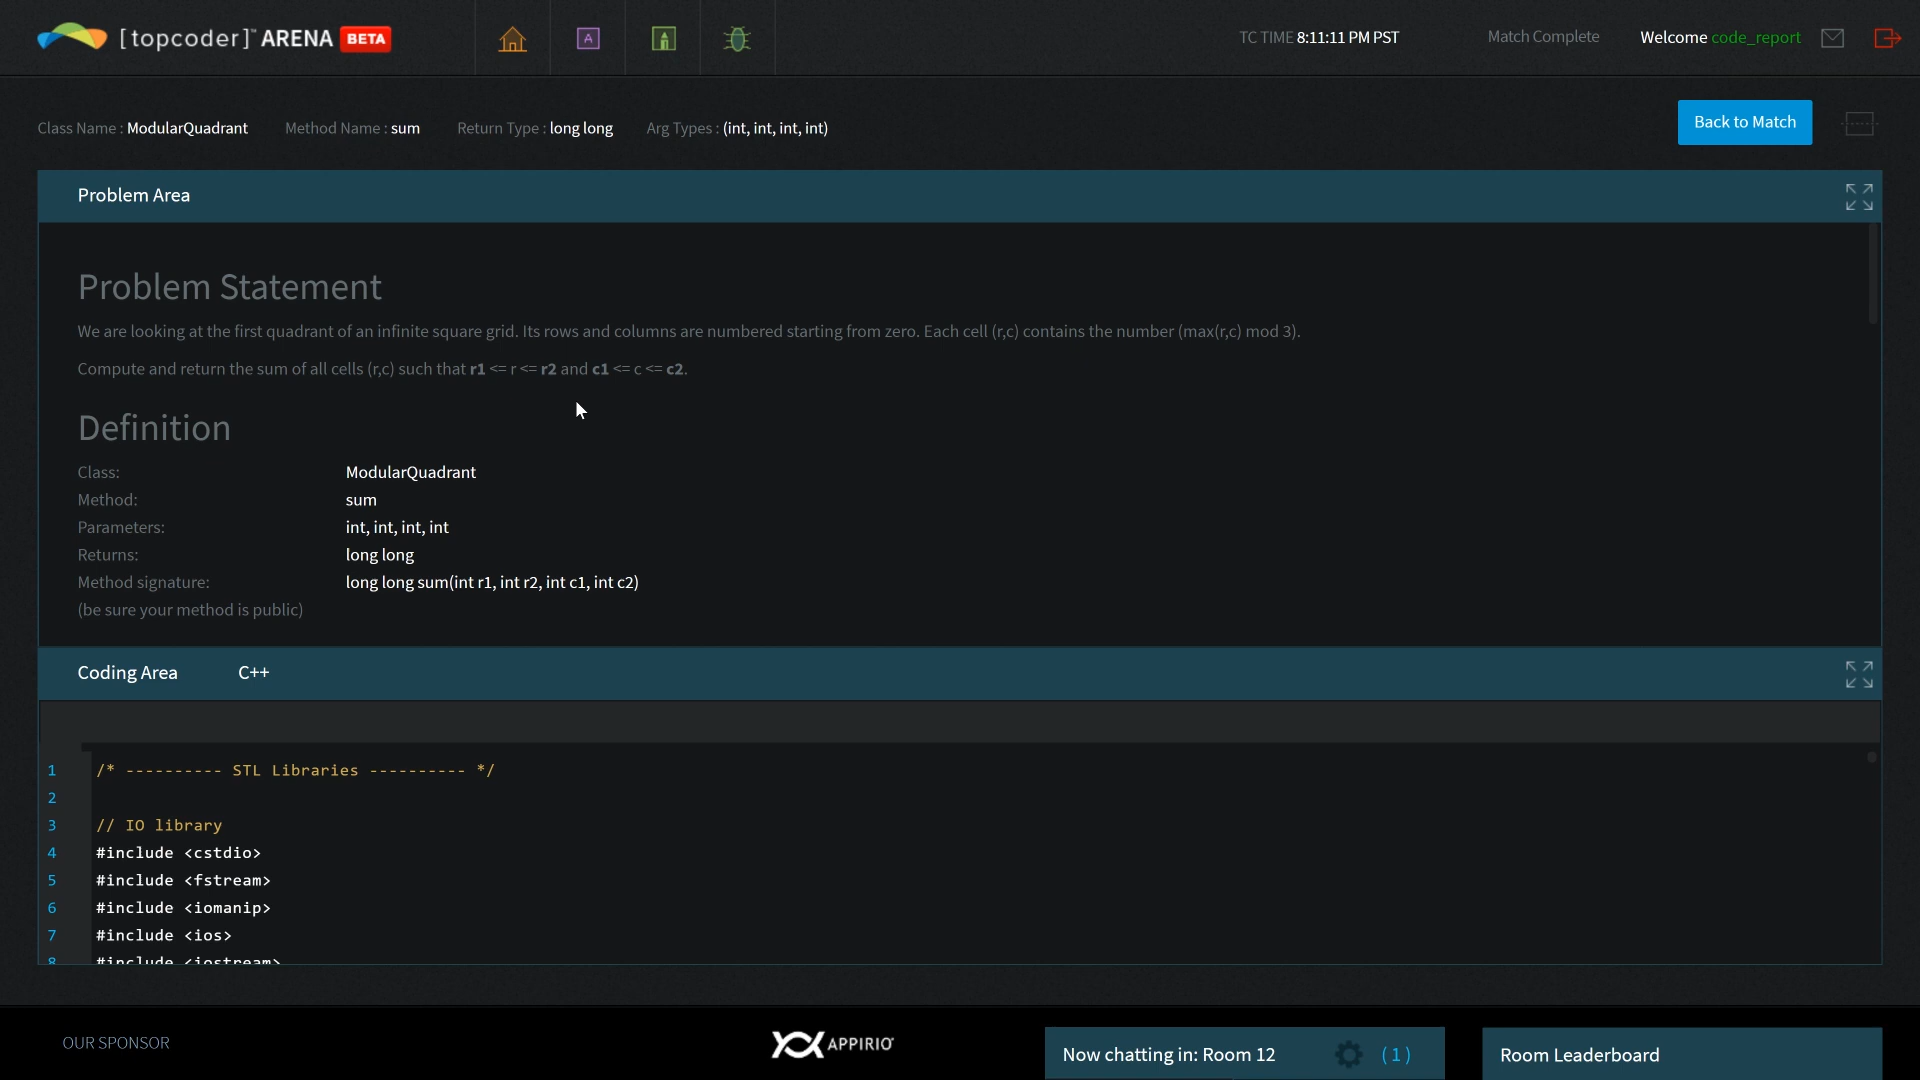 [topcoder]™ ARENA BETA
A
TC TIME 8:11:11 PM PST
Match Complete
Welcome code_report
Class Name : ModularQuadrant
Method Name : sum
Return Type : long long
Arg Types : (int, int, int, int)
Back to Match
Problem Area
Problem Statement
We are looking at the first quadrant of an infinite square grid. Its rows and columns are numbered starting from zero. Each cell (r,c) contains the number (max(r,c) mod 3).
Compute and return the sum of all cells (r,c) such that r1 <= r <= r2 and c1 <= c <= c2.
Definition
Class: ModularQuadrant
Method: sum
Parameters: int, int, int, int
Returns: long long
Method signature: long long sum(int r1, int r2, int c1, int c2)
(be sure your method is public)
Coding Area C++
1 /* ---------- STL Libraries ---------- */
2
3 // IO library
4 #include <cstdio>
5 #include <fstream>
6 #include <iomanip>
7 #include <ios>
8 #include <iostream>
OUR SPONSOR
APPIRIO
Now chatting in: Room 12 ( 1 )
Room Leaderboard